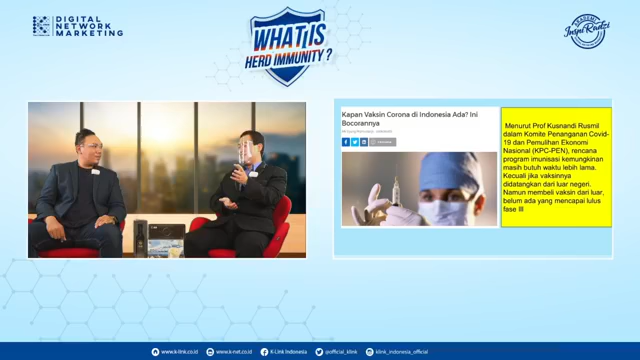 DIGITAL
NETWORK
MARKETING
WHAT IS
HERD IMMUNITY ?
AKADEMI
InspiRadzi
Kapan Vaksin Corona di Indonesia Ada? Ini
Bocorannya
Menurut Prof Kusnandi Rusmil
dalam Komite Penanganan Covid-
19 dan Pemulihan Ekonomi
Nasional (KPC-PEN), rencana
program imunisasi kemungkinan
masih butuh waktu lebih lama.
Kecuali jika vaksinnya
didatangkan dari luar negeri.
Namun membeli vaksin dari luar,
belum ada yang mencapai lulus
fase III
www.k-link.co.id www.k-net.co.id K-Link Indonesia @official_klink klink_indonesia_official